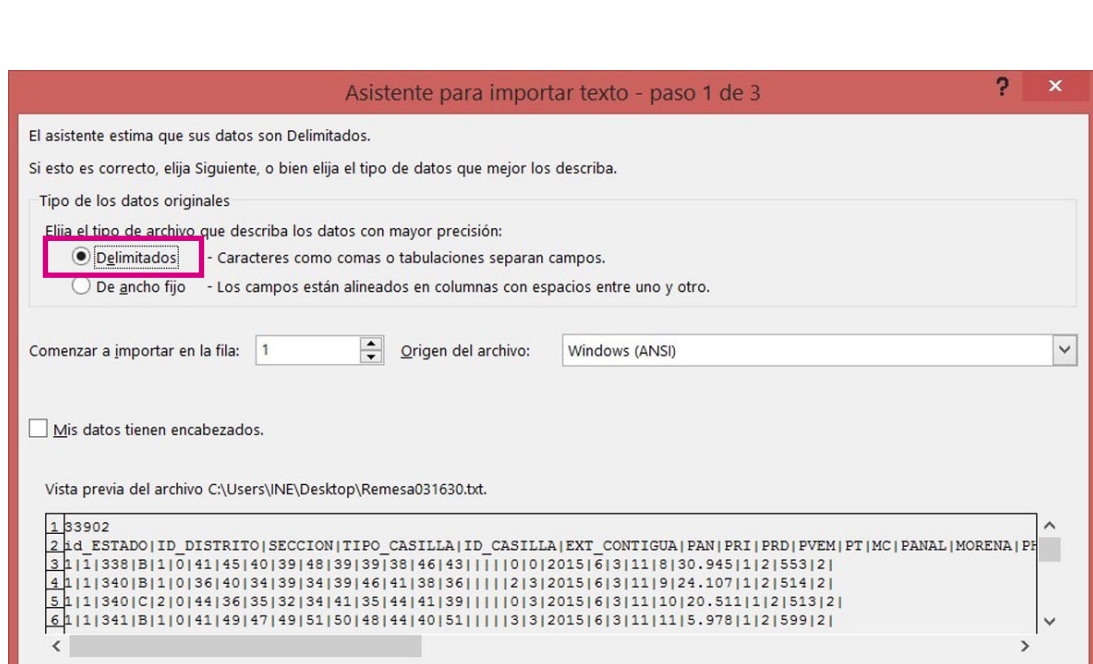 Asistente para importar texto - paso 1 de 3
El asistente estima que sus datos son Delimitados.
Si esto es correcto, elija Siguiente, o bien elija el tipo de datos que mejor los describa.
Tipo de los datos originales
Elija el tipo de archivo que describa los datos con mayor precisión:
Delimitados - Caracteres como comas o tabulaciones separan campos.
De ancho fijo - Los campos están alineados en columnas con espacios entre uno y otro.
Comenzar a importar en la fila: 1 Origen del archivo: Windows (ANSI)
Mis datos tienen encabezados.
Vista previa del archivo C:\Users\INE\Desktop\Remesa031630.txt.
1 33902
2 id_ESTADO|ID_DISTRITO|SECCION|TIPO_CASILLA|ID_CASILLA|EXT_CONTIGUA|PAN|PRI|PRD|PVEM|PT|MC|PANAL|MORENA|PH
3 1|1|338|B|1|0|41|45|40|39|48|39|39|38|46|43|||||0|0|2015|6|3|11|8|30.945|1|2|553|2|
4 1|1|340|B|1|0|36|40|34|39|34|39|46|41|38|36|||||2|3|2015|6|3|11|9|24.107|1|2|514|2|
5 1|1|340|C|2|0|44|36|35|32|34|41|35|44|41|39|||||0|3|2015|6|3|11|10|20.511|1|2|513|2|
6 1|1|341|B|1|0|41|49|47|49|51|50|48|44|40|51|||||3|3|2015|6|3|11|11|5.978|1|2|599|2|